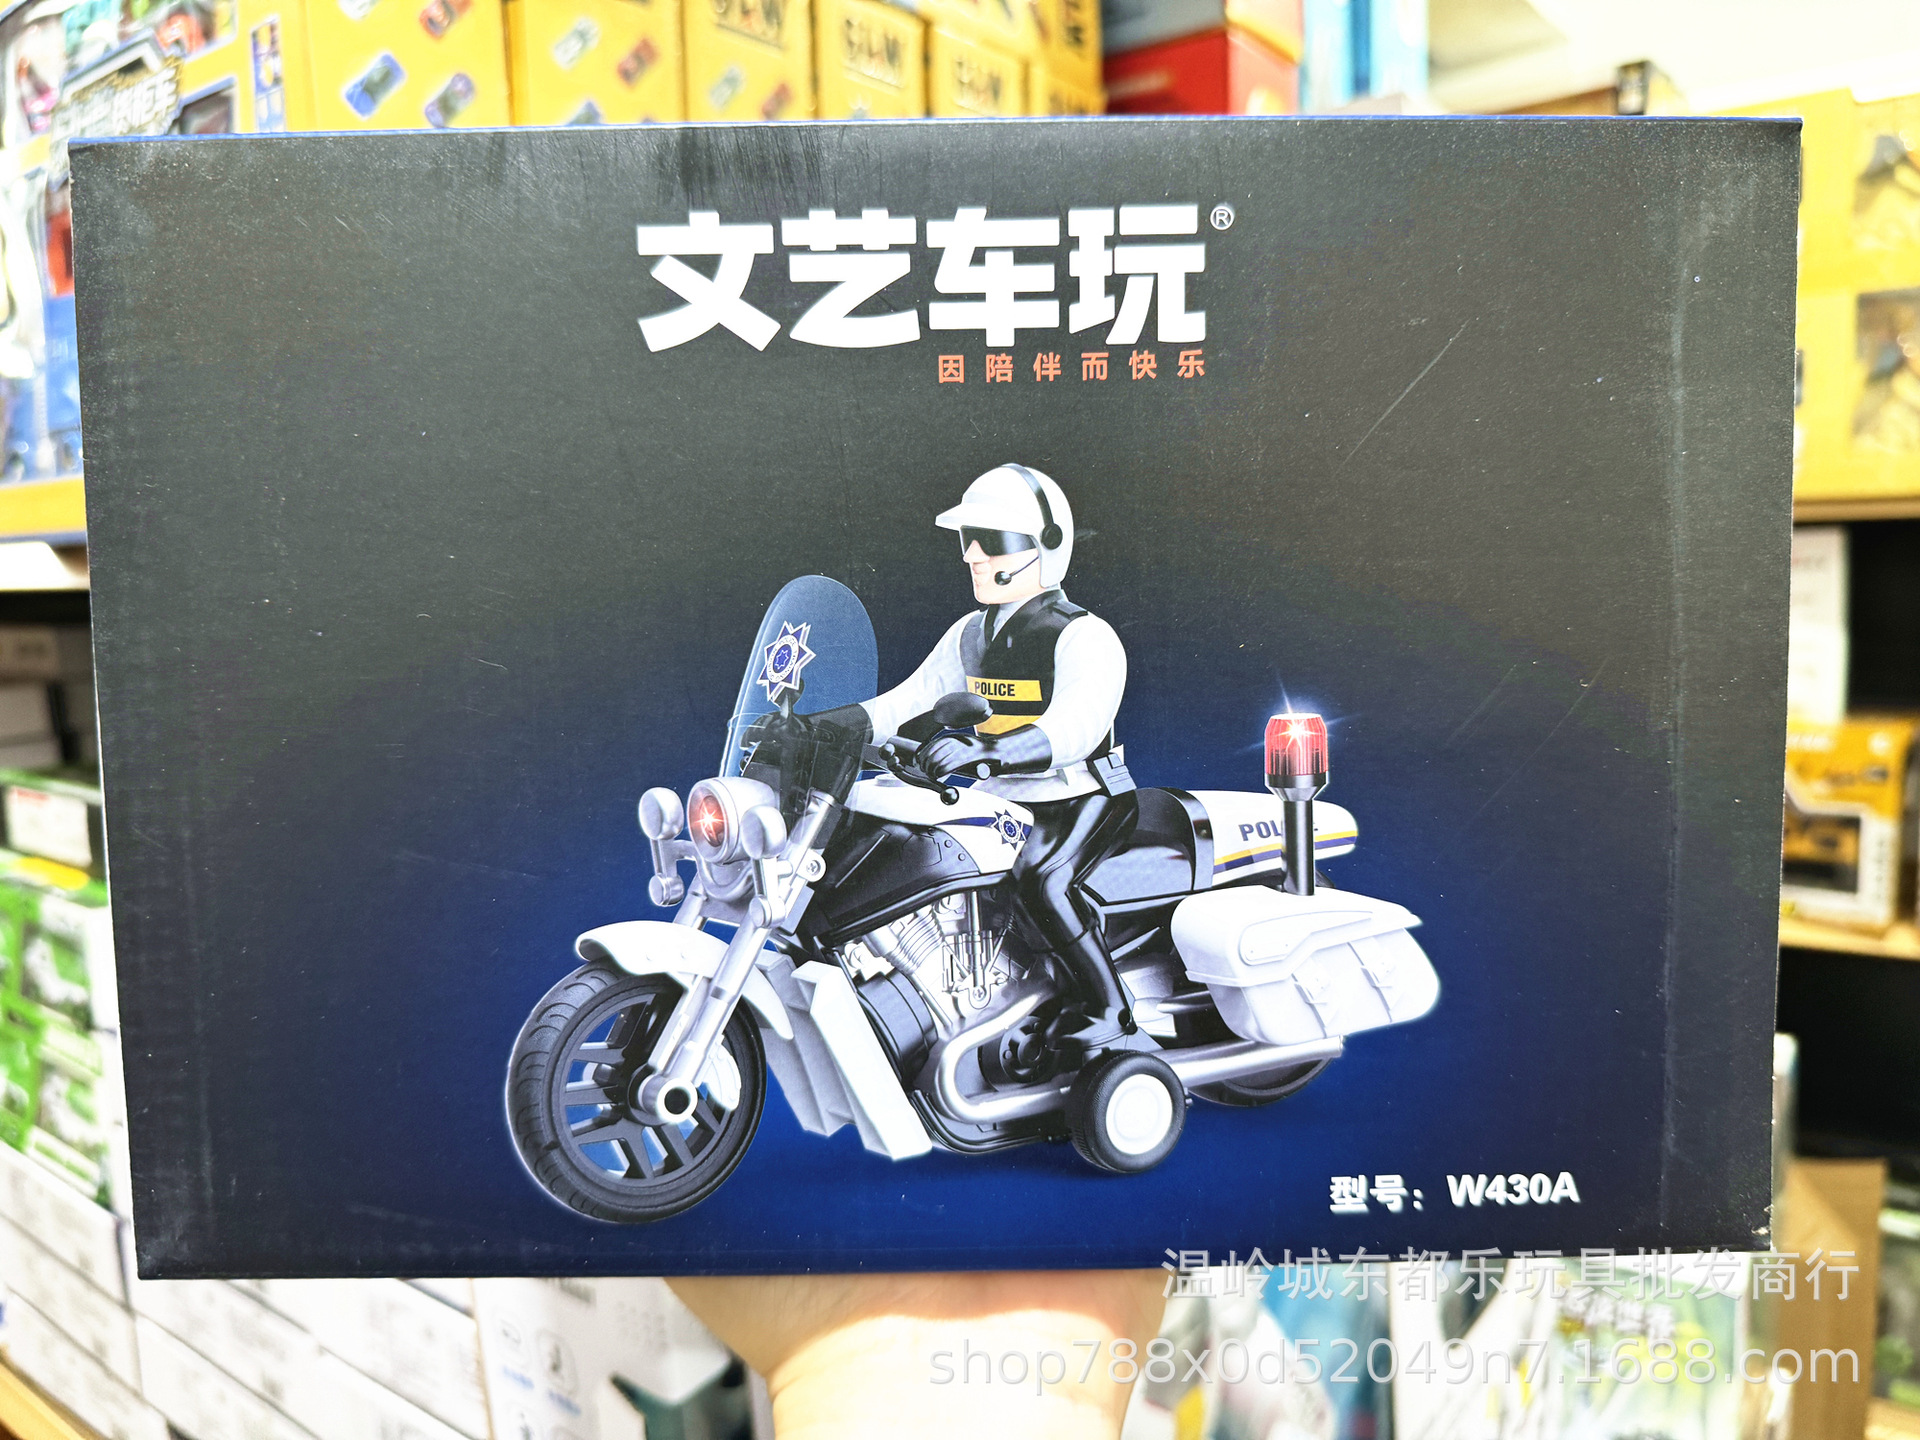 文艺车玩®
因陪伴而快乐
POLICE
型号：W430A
温岭城东都乐玩具批发商行
shop788x0d52049n7.1688.com